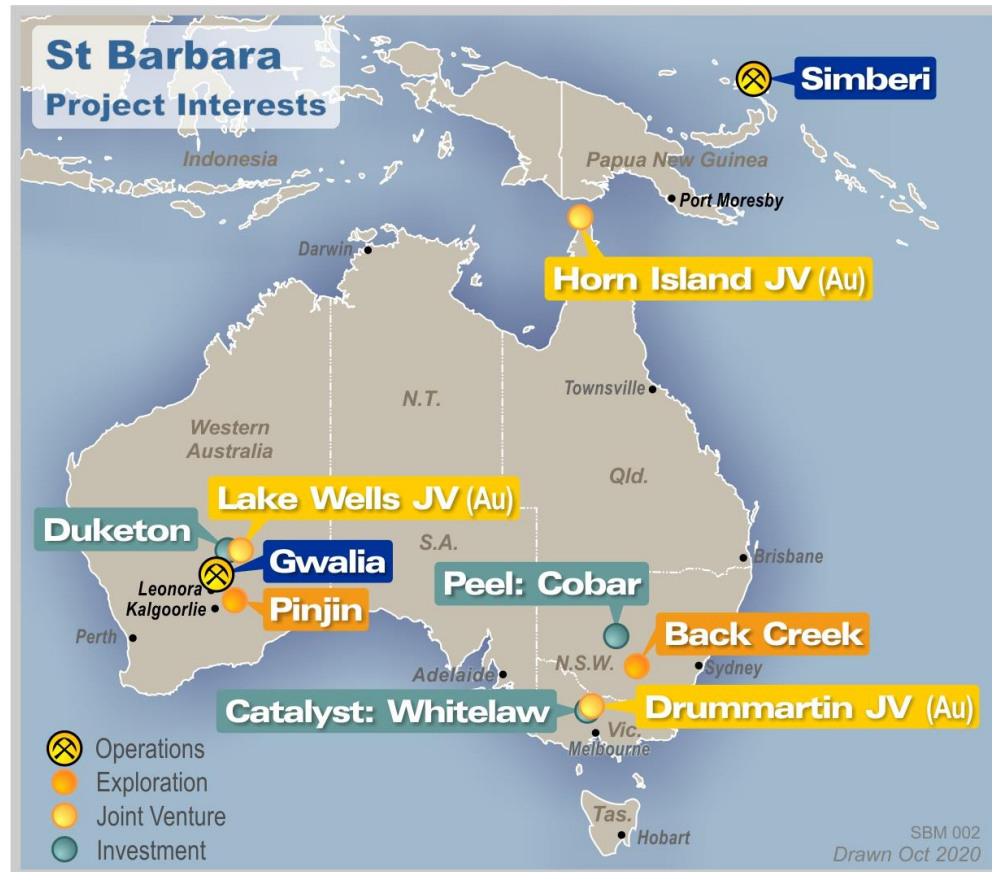 St Barbara
Project Interests
Simberi
Indonesia
Papua New Guinea
Port Moresby
Darwin
Horn Island JV (Au)
Townsville
N.T.
Western
Australia
Qld.
Lake Wells JV (Au)
Duketon
S.A.
Brisbane
Gwalia
Peel: Cobar
Leonora
Kalgoorlie
Pinjin
Back Creek
Perth
N.S.W.
Sydney
Adelaide
Catalyst: Whitelaw
Drummartin JV (Au)
Vic.
Melbourne
Operations
Exploration
Joint Venture
Tas.
Investment
Hobart
SBM 002
Drawn Oct 2020